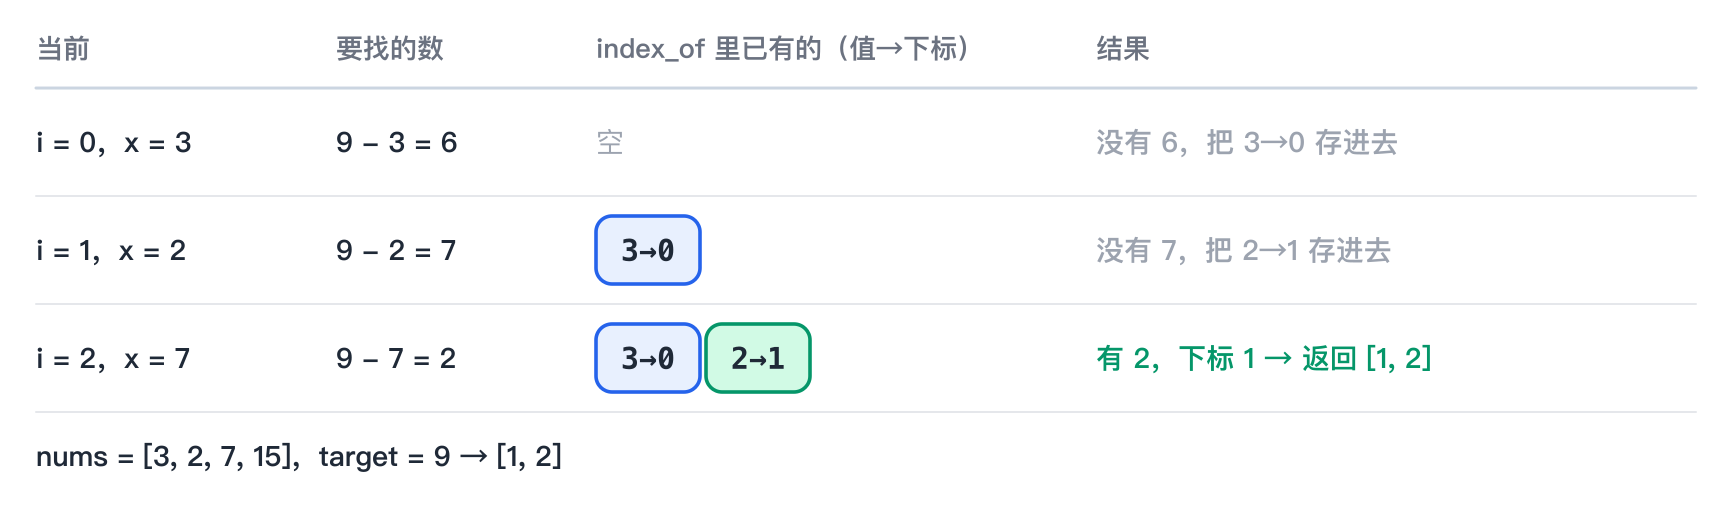 当前 要找的数 index_of 里已有的（值→下标） 结果
i = 0，x = 3 9 − 3 = 6 空 没有 6，把 3→0 存进去
i = 1，x = 2 9 − 2 = 7 3→0 没有 7，把 2→1 存进去
i = 2，x = 7 9 − 7 = 2 3→0 2→1 有 2，下标 1 → 返回 [1, 2]
nums = [3, 2, 7, 15]，target = 9 → [1, 2]